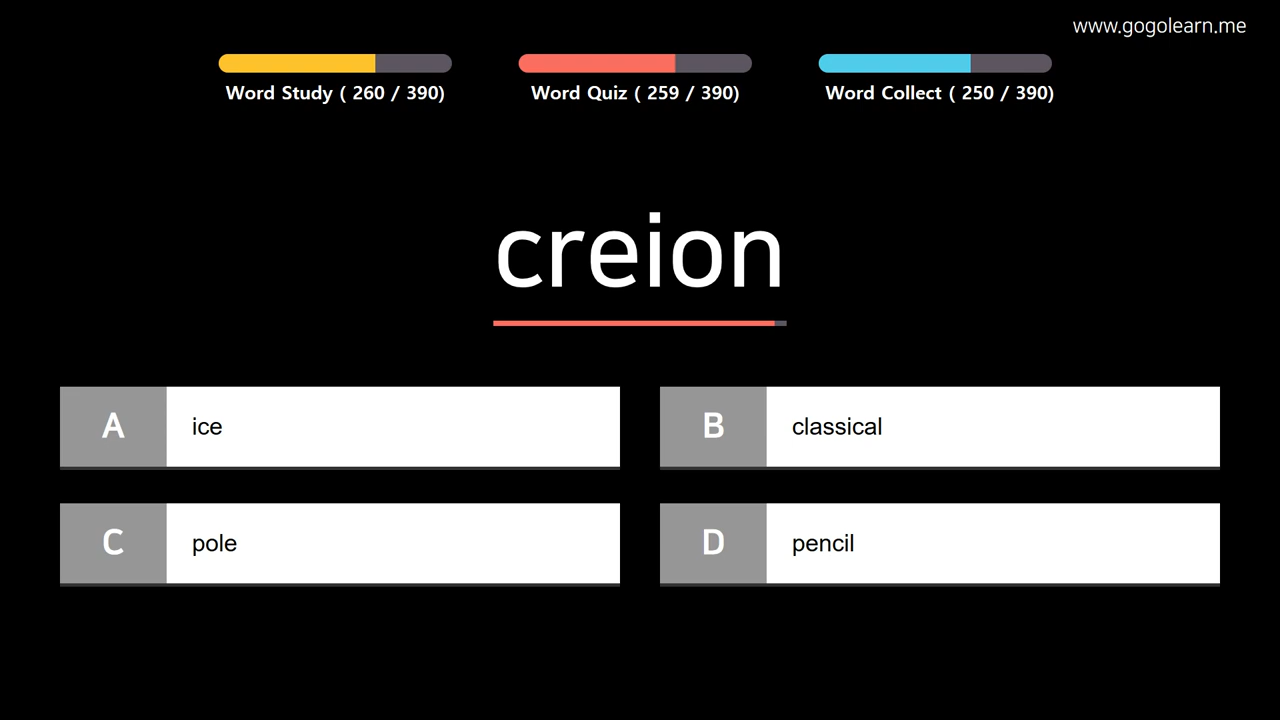 www.gogolearn.me
Word Study ( 260 / 390)
Word Quiz ( 259 / 390)
Word Collect ( 250 / 390)
creion
A ice
B classical
C pole
D pencil